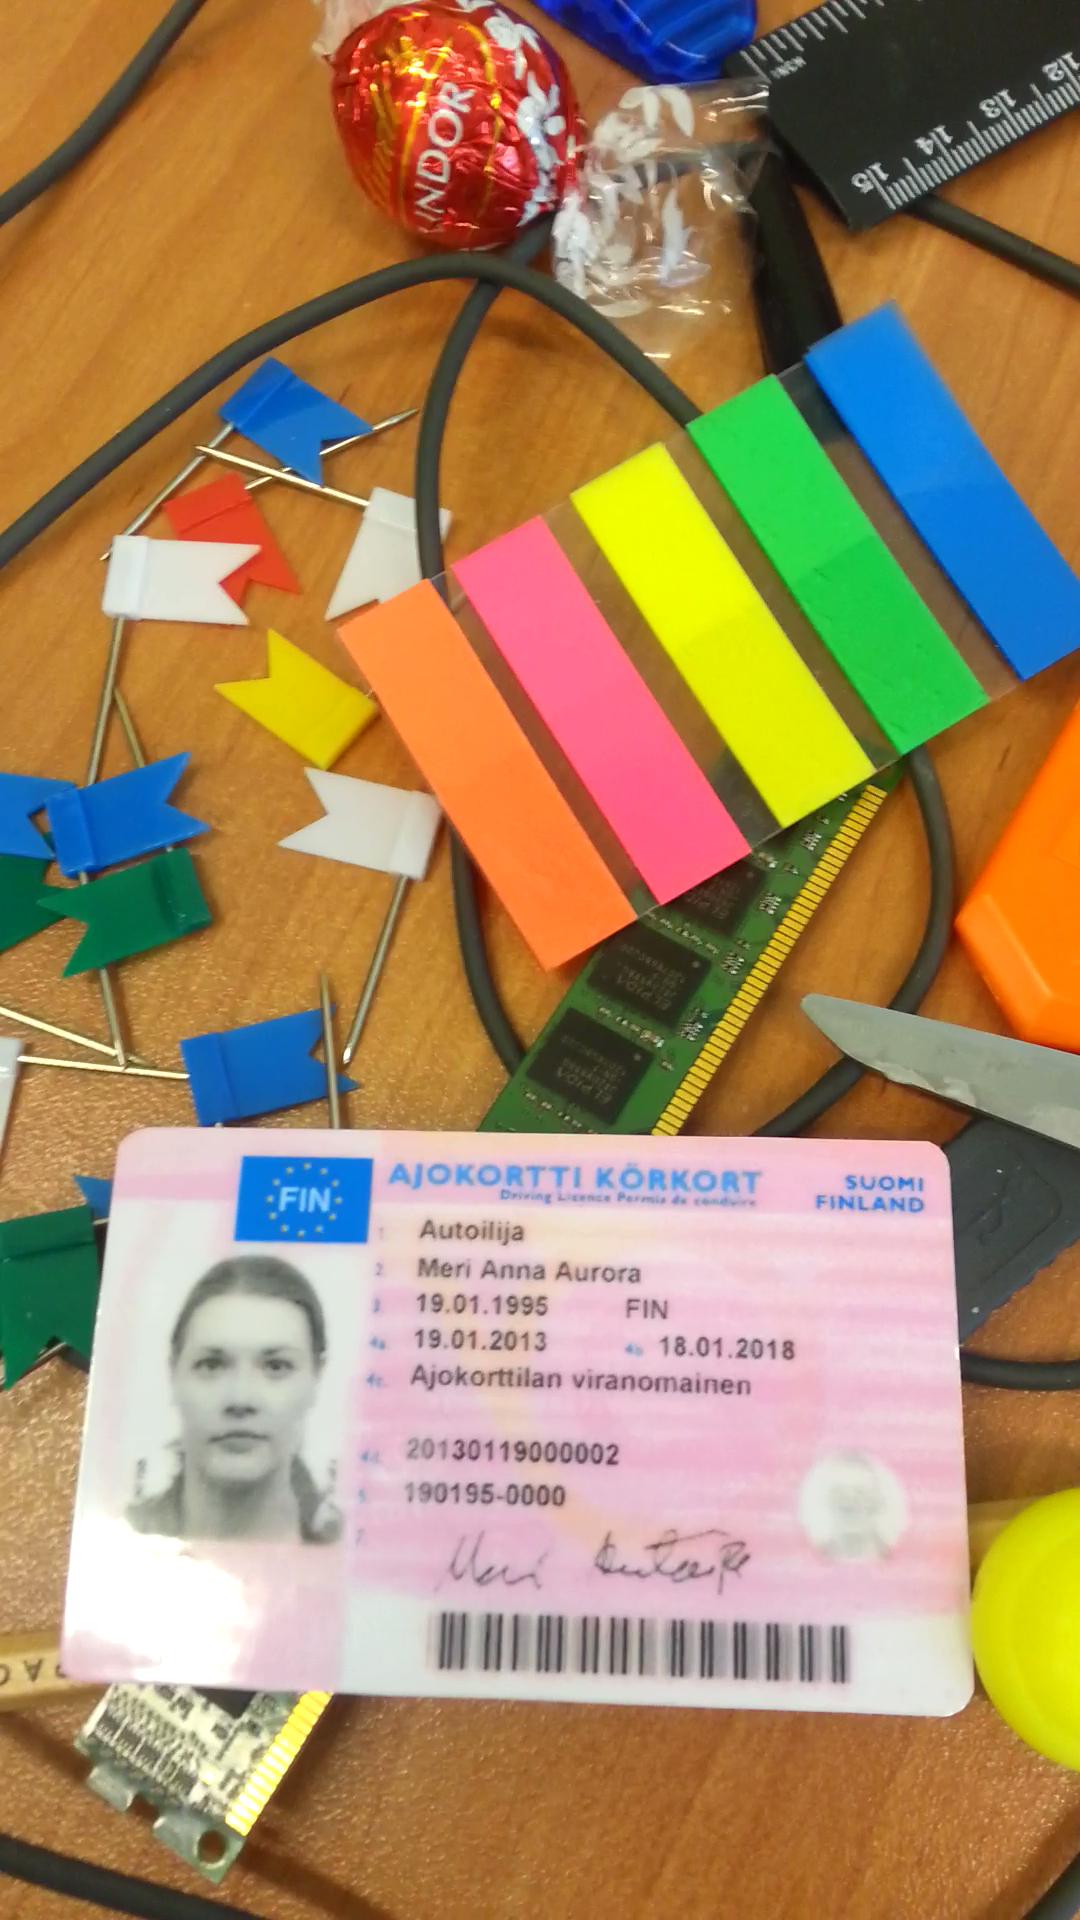 LINDOR
12
13
14
15
ELPIDA
ELPIDA
FIN
AJOKORTTI KÖRKORT
Driving Licence Permis de conduire
SUOMI
FINLAND
1. Autoilija
2. Meri Anna Aurora
3. 19.01.1995 FIN
4a. 19.01.2013 4b. 18.01.2018
4c. Ajokorttilan viranomainen
4d. 20130119000002
5. 190195-0000
7. Meri Autoilija